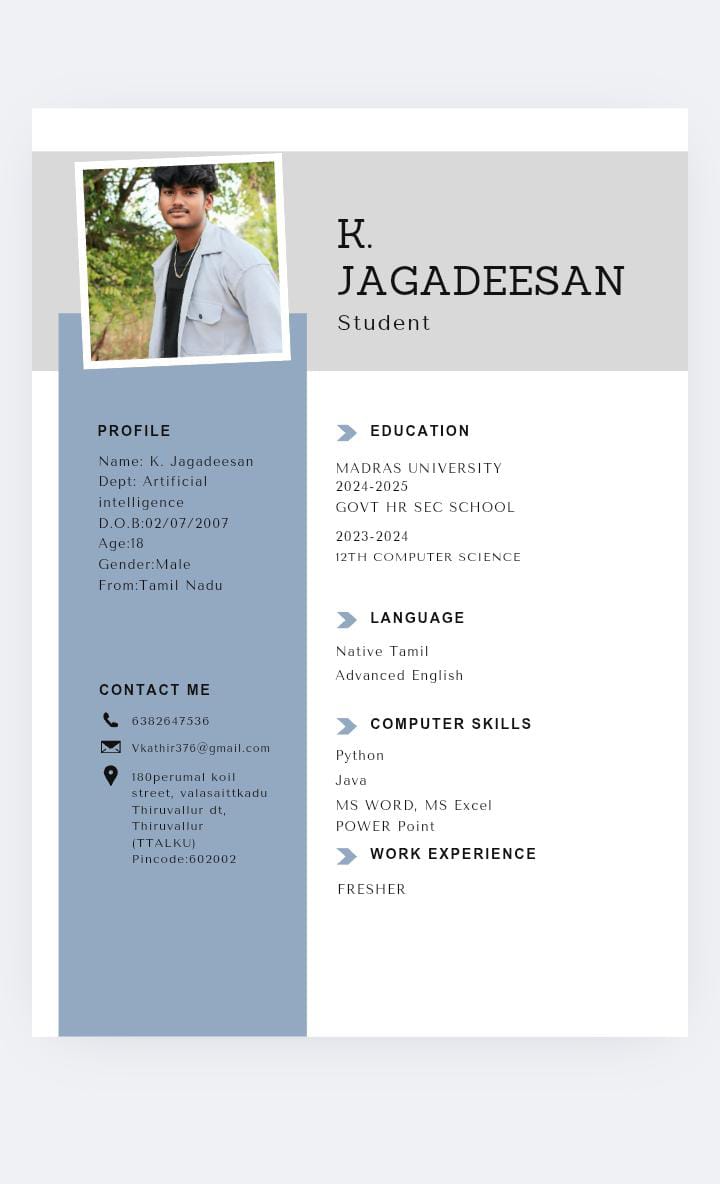 K.
JAGADEESAN
Student
PROFILE
Name: K. Jagadeesan
Dept: Artificial
intelligence
D.O.B:02/07/2007
Age:18
Gender:Male
From:Tamil Nadu
CONTACT ME
6382647536
Vkathir376@gmail.com
180perumal koil
street, valasaittkadu
Thiruvallur dt,
Thiruvallur
(TTALKU)
Pincode:602002
EDUCATION
MADRAS UNIVERSITY
2024-2025
GOVT HR SEC SCHOOL
2023-2024
12TH COMPUTER SCIENCE
LANGUAGE
Native Tamil
Advanced English
COMPUTER SKILLS
Python
Java
MS WORD, MS Excel
POWER Point
WORK EXPERIENCE
FRESHER